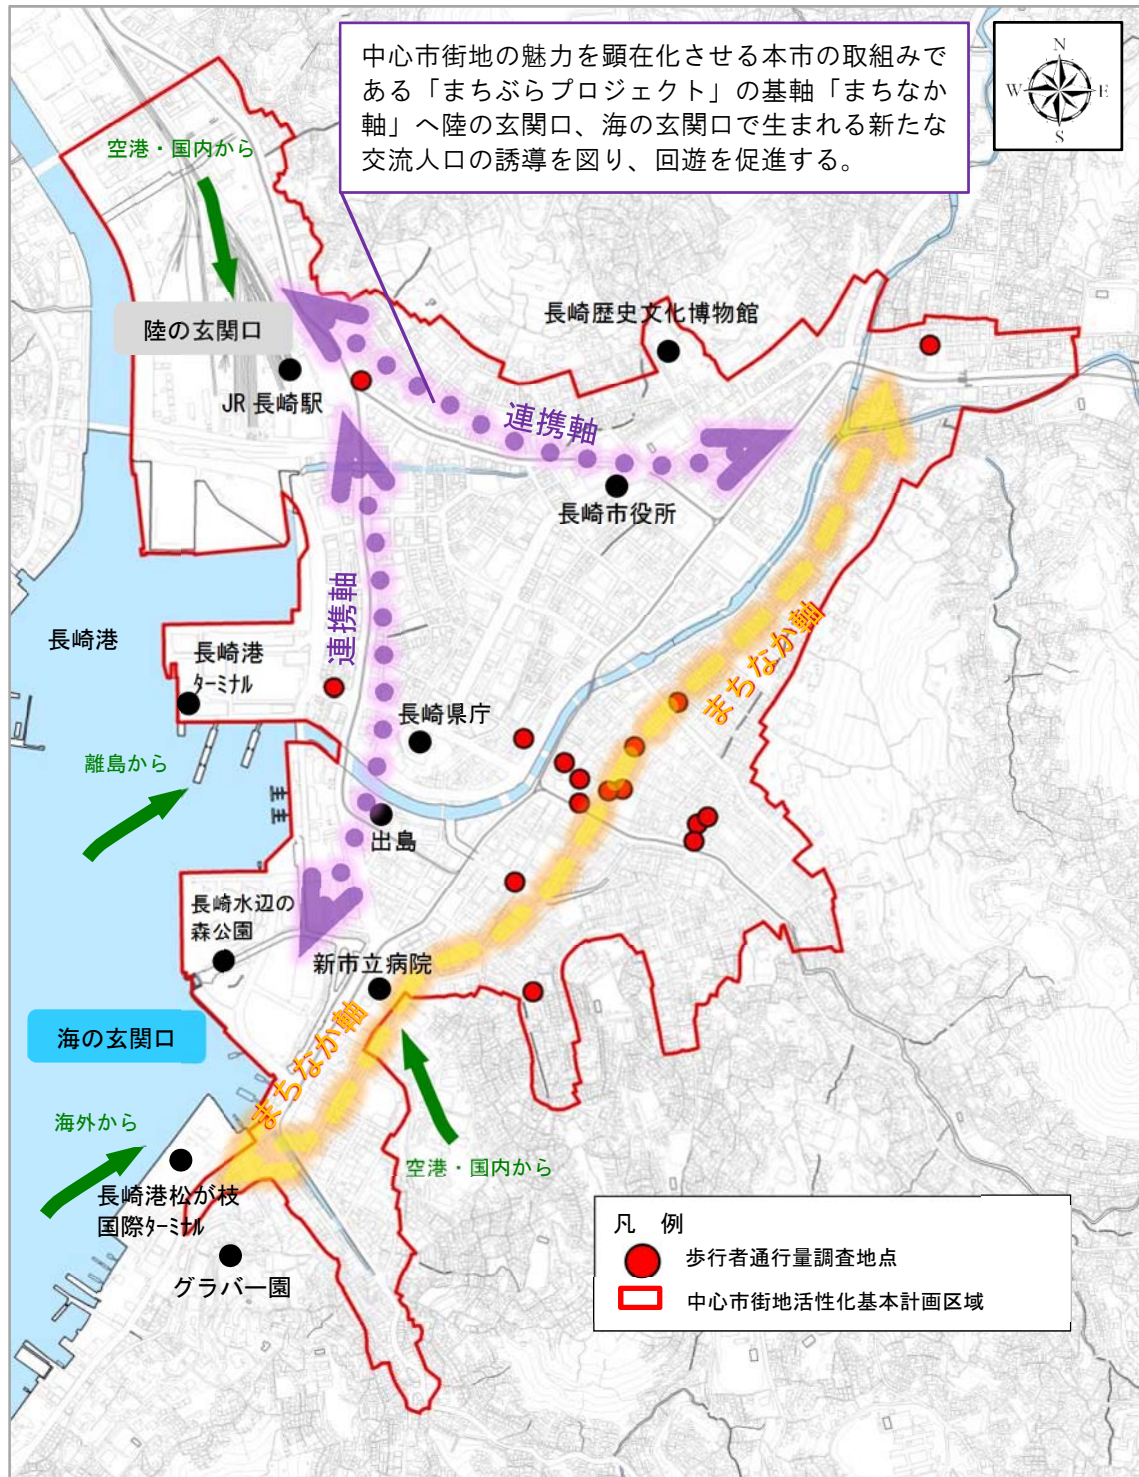 中心市街地の魅力を顕在化させる本市の取組みで
ある「まちぶらプロジェクト」の基軸「まちなか
軸」へ陸の玄関口、海の玄関口で生まれる新たな
交流人口の誘導を図り、回遊を促進する。
N
W
E
S
空港・国内から
陸の玄関口
JR 長崎駅
長崎歴史文化博物館
連携軸
長崎市役所
連携軸
まちなか軸
長崎港
長崎港
ﾀｰﾐﾅﾙ
長崎県庁
離島から
出島
長崎水辺の
森公園
新市立病院
海の玄関口
まちなか軸
海外から
空港・国内から
長崎港松が枝
国際ﾀｰﾐﾅﾙ
グラバー園
凡　例
歩行者通行量調査地点
中心市街地活性化基本計画区域